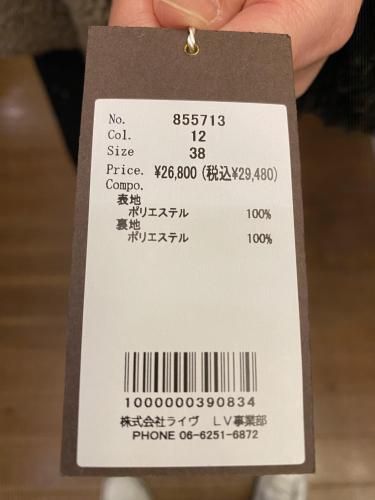 No. 855713
Col. 12
Size 38
Price. ¥26,800(税込¥29,480)
Compo.
表地
ポリエステル 100%
裏地
ポリエステル 100%
1000000390834
株式会社ライヴ LV事業部
PHONE 06-6251-6872